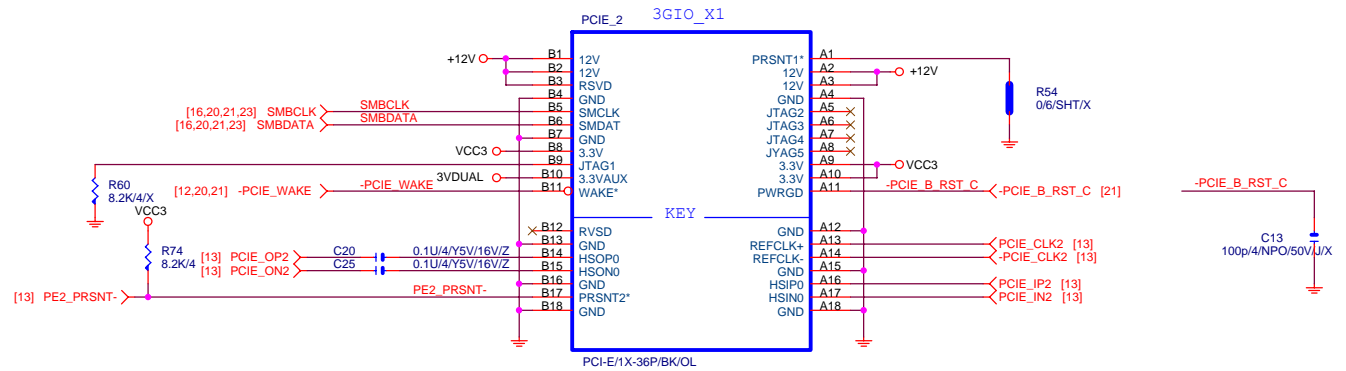 3GIO_X1
PCIE_2
+12V B1 12V PRSNT1* A1
B2 12V 12V A2 +12V
B3 RSVD 12V A3
B4 GND GND A4
[16,20,21,23] SMBCLK SMBCLK B5 SMCLK JTAG2 A5
[16,20,21,23] SMBDATA SMBDATA B6 SMDAT JTAG3 A6
B7 GND JTAG4 A7
VCC3 B8 3.3V JYAG5 A8
B9 JTAG1 3.3V A9 VCC3
3VDUAL B10 3.3VAUX 3.3V A10
[12,20,21] -PCIE_WAKE -PCIE_WAKE B11 WAKE* PWRGD A11 -PCIE_B_RST_C -PCIE_B_RST_C [21]
R54
0/6/SHT/X
R60
8.2K/4/X
KEY
-PCIE_B_RST_C
C13
100p/4/NPO/50V/J/X
VCC3
R74
8.2K/4
B12 RVSD GND A12
B13 GND REFCLK+ A13 PCIE_CLK2 [13]
[13] PCIE_OP2 C20 0.1U/4/Y5V/16V/Z B14 HSOP0 REFCLK- A14 -PCIE_CLK2 [13]
[13] PCIE_ON2 C25 0.1U/4/Y5V/16V/Z B15 HSON0 GND A15
B16 GND HSIP0 A16 PCIE_IP2 [13]
[13] PE2_PRSNT- PE2_PRSNT- B17 PRSNT2* HSIN0 A17 PCIE_IN2 [13]
B18 GND GND A18
PCI-E/1X-36P/BK/OL